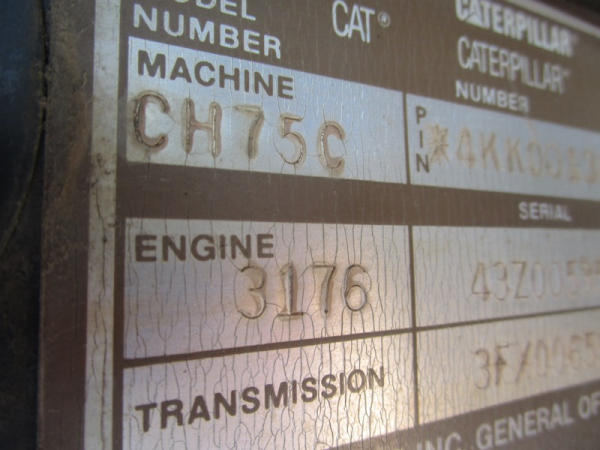 MODEL CAT® CATERPILLAR
NUMBER CATERPILLAR
NUMBER
MACHINE
CH75C
PIN
SERIAL
ENGINE
3176
TRANSMISSION
INC, GENERAL OF